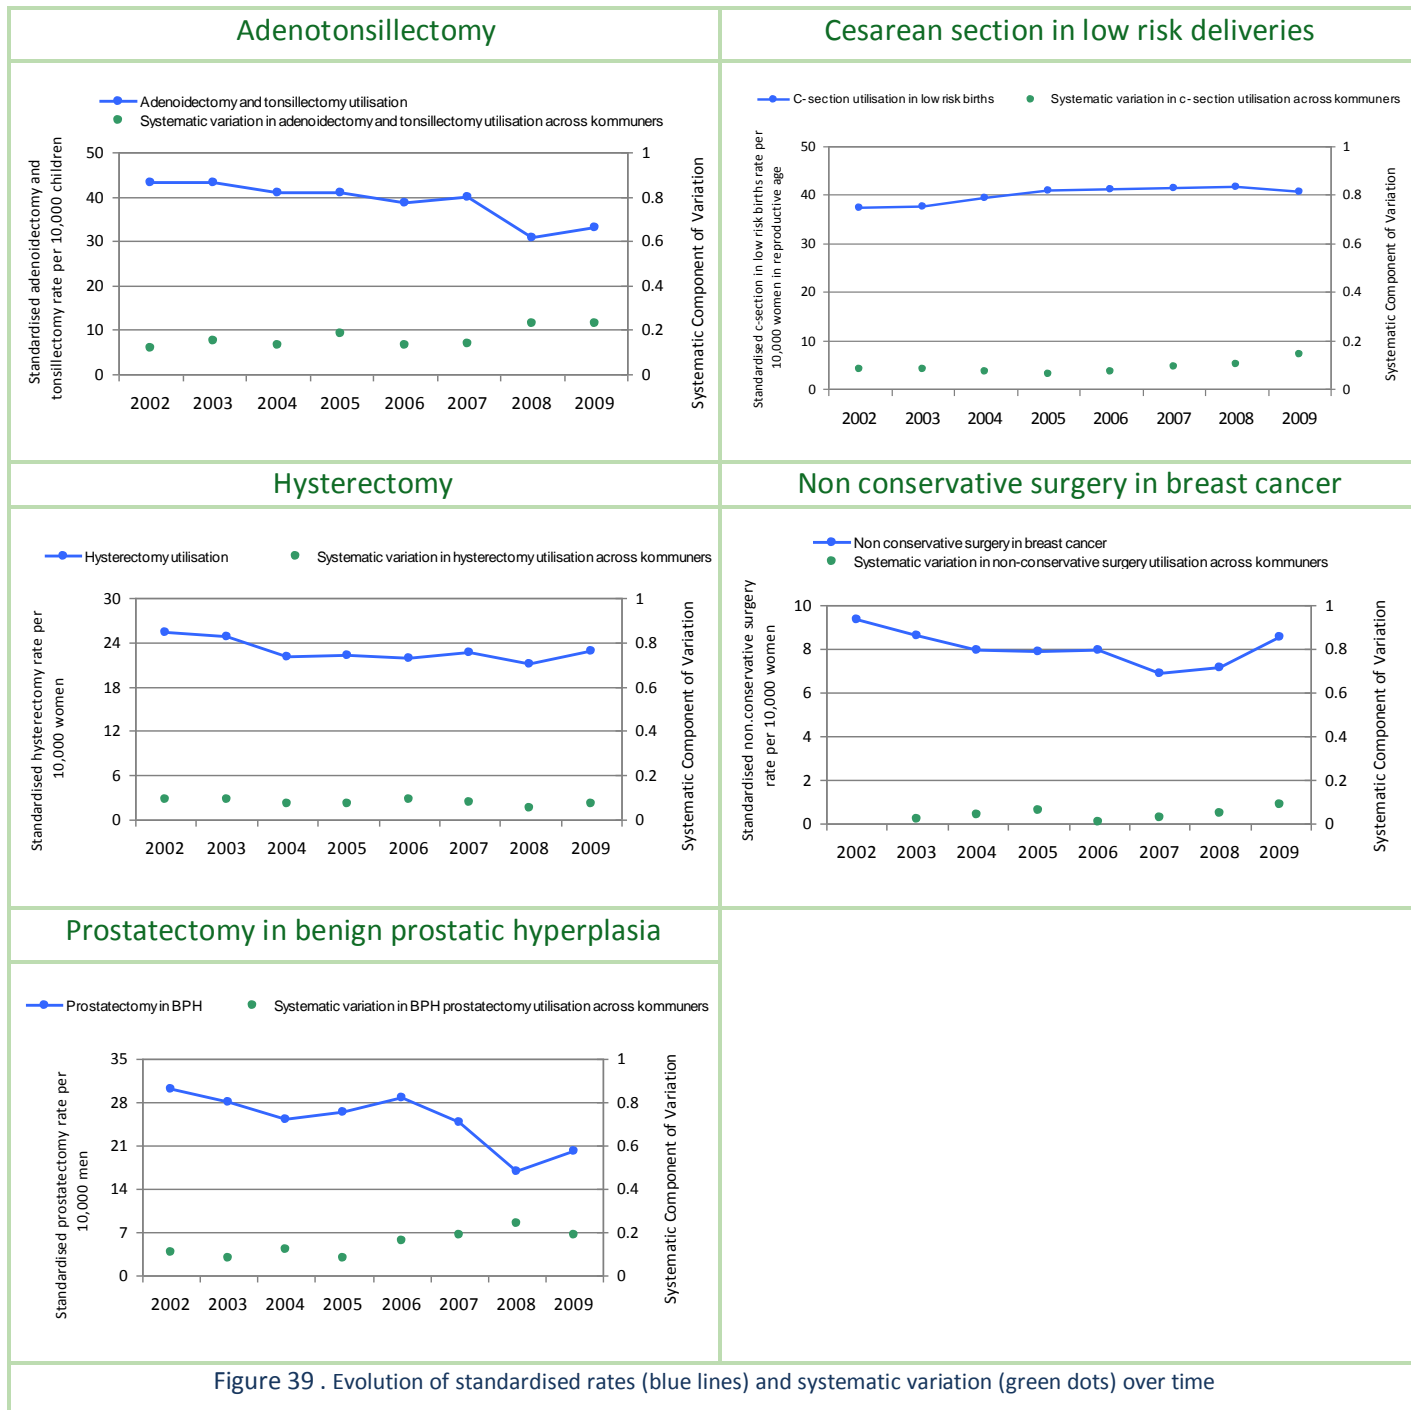 Adenotonsillectomy
Adenoidectomy and tonsillectomy utilisation
Systematic variation in adenoidectomy and tonsillectomy utilisation across kommuners
Standardised adenoidectomy and
tonsillectomy rate per 10,000 children
50
40
30
20
10
0
1
0.8
0.6
0.4
0.2
0
Systematic Component of Variation
2002 2003 2004 2005 2006 2007 2008 2009
Cesarean section in low risk deliveries
C-section utilisation in low risk births
Systematic variation in c-section utilisation across kommuners
Standardised c-section in low risk births rate per
10,000 women in reproductive age
50
40
30
20
10
0
1
0.8
0.6
0.4
0.2
0
Systematic Component of Variation
2002 2003 2004 2005 2006 2007 2008 2009
Hysterectomy
Hysterectomy utilisation
Systematic variation in hysterectomy utilisation across kommuners
Standardised hysterectomy rate per
10,000 women
30
24
18
12
6
0
1
0.8
0.6
0.4
0.2
0
Systematic Component of Variation
2002 2003 2004 2005 2006 2007 2008 2009
Non conservative surgery in breast cancer
Non conservative surgery in breast cancer
Systematic variation in non-conservative surgery utilisation across kommuners
Standardised non.conservative surgery
rate per 10,000 women
10
8
6
4
2
0
1
0.8
0.6
0.4
0.2
0
Systematic Component of Variation
2002 2003 2004 2005 2006 2007 2008 2009
Prostatectomy in benign prostatic hyperplasia
Prostatectomy in BPH
Systematic variation in BPH prostatectomy utilisation across kommuners
Standardised prostatectomy rate per
10,000 men
35
28
21
14
7
0
1
0.8
0.6
0.4
0.2
0
Systematic Component of Variation
2002 2003 2004 2005 2006 2007 2008 2009
Figure 39 . Evolution of standardised rates (blue lines) and systematic variation (green dots) over time